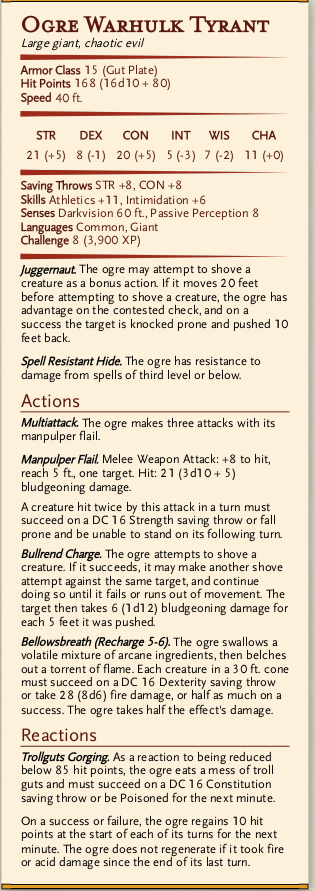 Ogre Warhulk Tyrant
Large giant, chaotic evil
Armor Class 15 (Gut Plate)
Hit Points 168 (16d10 + 80)
Speed 40 ft.
STR DEX CON INT WIS CHA
21 (+5) 8 (-1) 20 (+5) 5 (-3) 7 (-2) 11 (+0)
Saving Throws STR +8, CON +8
Skills Athletics +11, Intimidation +6
Senses Darkvision 60 ft., Passive Perception 8
Languages Common, Giant
Challenge 8 (3,900 XP)
Juggernaut. The ogre may attempt to shove a
creature as a bonus action. If it moves 20 feet
before attempting to shove a creature, the ogre has
advantage on the contested check, and on a
success the target is knocked prone and pushed 10
feet back.
Spell Resistant Hide. The ogre has resistance to
damage from spells of third level or below.
Actions
Multiattack. The ogre makes three attacks with its
manpulper flail.
Manpulper Flail. Melee Weapon Attack: +8 to hit,
reach 5 ft., one target. Hit: 21 (3d10 + 5)
bludgeoning damage.
A creature hit twice by this attack in a turn must
succeed on a DC 16 Strength saving throw or fall
prone and be unable to stand on its following turn.
Bullrend Charge. The ogre attempts to shove a
creature. If it succeeds, it may make another shove
attempt against the same target, and continue
doing so until it fails or runs out of movement. The
target then takes 6 (1d12) bludgeoning damage for
each 5 feet it was pushed.
Bellowsbreath (Recharge 5-6). The ogre swallows a
volatile mixture of arcane ingredients, then belches
out a torrent of flame. Each creature in a 30 ft. cone
must succeed on a DC 16 Dexterity saving throw
or take 28 (8d6) fire damage, or half as much on a
success. The ogre takes half the effect's damage.
Reactions
Trollguts Gorging. As a reaction to being reduced
below 85 hit points, the ogre eats a mess of troll
guts and must succeed on a DC 16 Constitution
saving throw or be Poisoned for the next minute.
On a success or failure, the ogre regains 10 hit
points at the start of each of its turns for the next
minute. The ogre does not regenerate if it took fire
or acid damage since the end of its last turn.